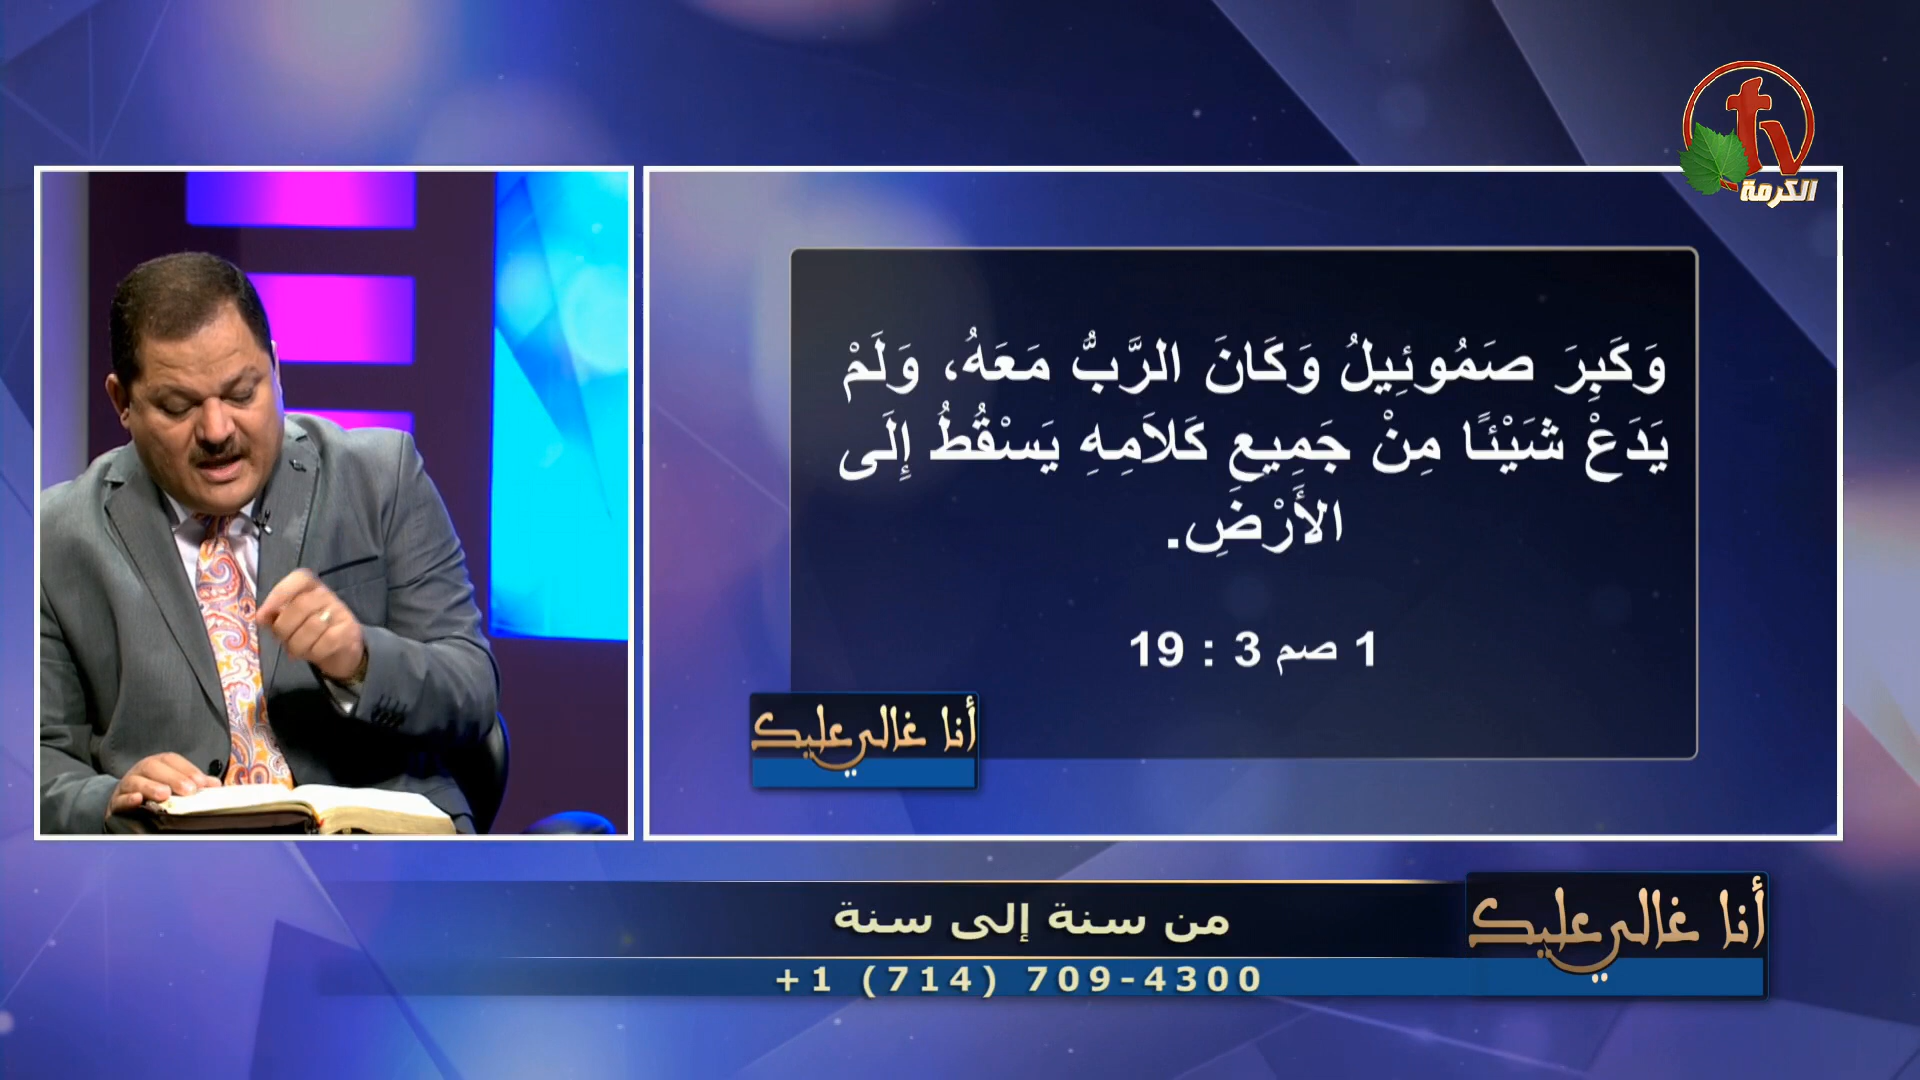 tv
الكرمة
وَكَبِرَ صَمُوئِيلُ وَكَانَ الرَّبُّ مَعَهُ، وَلَمْ
يَدَعْ شَيْئًا مِنْ جَمِيعِ كَلاَمِهِ يَسْقُطُ إِلَى
الأَرْضِ.
1 صم 3 : 19
أنا غالي عليك
أنا غالي عليك
من سنة إلى سنة
+1 (714) 709-4300